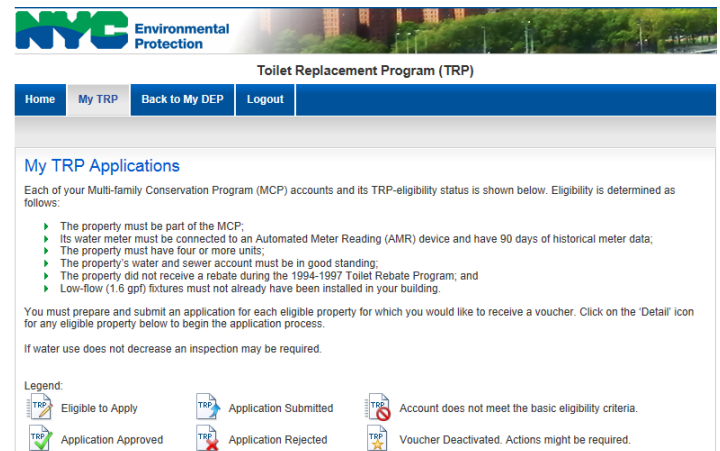 NYC Environmental
Protection
Toilet Replacement Program (TRP)
Home My TRP Back to My DEP Logout
My TRP Applications
Each of your Multi-family Conservation Program (MCP) accounts and its TRP-eligibility status is shown below. Eligibility is determined as
follows:
The property must be part of the MCP;
Its water meter must be connected to an Automated Meter Reading (AMR) device and have 90 days of historical meter data;
The property must have four or more units;
The property's water and sewer account must be in good standing;
The property did not receive a rebate during the 1994-1997 Toilet Rebate Program; and
Low-flow (1.6 gpf) fixtures must not already have been installed in your building.
You must prepare and submit an application for each eligible property for which you would like to receive a voucher. Click on the 'Detail' icon
for any eligible property below to begin the application process.
If water use does not decrease an inspection may be required.
Legend:
TRP Eligible to Apply TRP Application Submitted TRP Account does not meet the basic eligibility criteria.
TRP Application Approved TRP Application Rejected TRP Voucher Deactivated. Actions might be required.